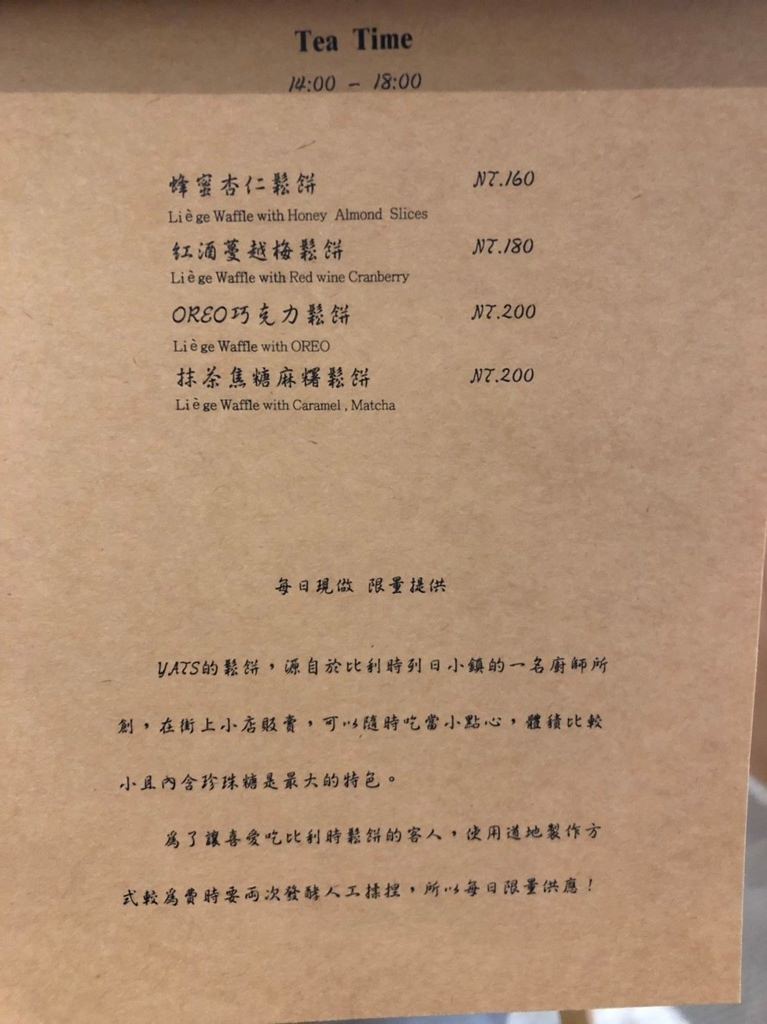 Tea Time
14:00 - 18:00
蜂蜜杏仁鬆餅 NT.160
Liège Waffle with Honey Almond Slices
紅酒蔓越梅鬆餅 NT.180
Liège Waffle with Red wine Cranberry
OREO巧克力鬆餅 NT.200
Liège Waffle with OREO
抹茶焦糖麻糬鬆餅 NT.200
Liège Waffle with Caramel , Matcha
每日現做 限量提供
YATS的鬆餅，源自於比利時列日小鎮的一名廚師所
創，在街上小店販賣，可以隨時吃當小點心，體積比較
小且內含珍珠糖是最大的特色。
為了讓喜愛吃比利時鬆餅的客人，使用道地製作方
式較為費時要兩次發酵人工揉捏，所以每日限量供應！